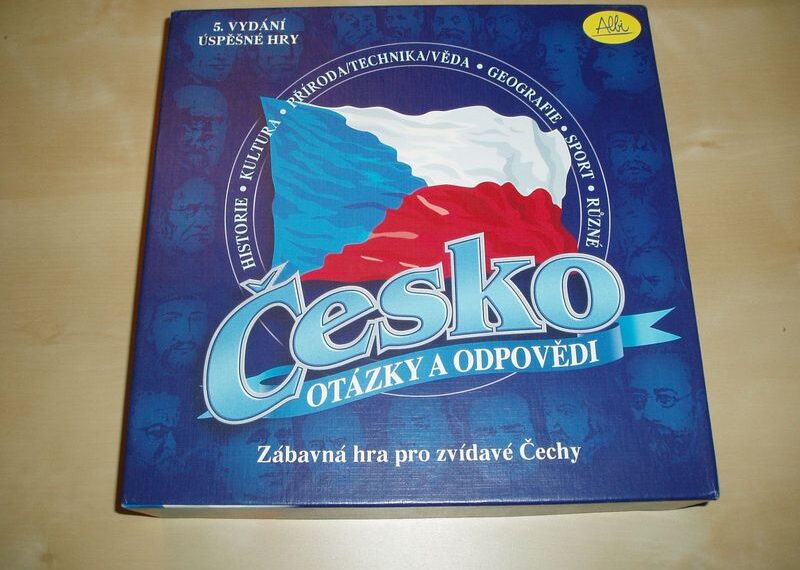 5. VYDÁNÍ
ÚSPĚŠNÉ HRY
Albi
HISTORIE • KULTURA • PŘÍRODA/TECHNIKA/VĚDA • GEOGRAFIE • SPORT • RŮZNÉ
Česko
OTÁZKY A ODPOVĚDI
Zábavná hra pro zvídavé Čechy